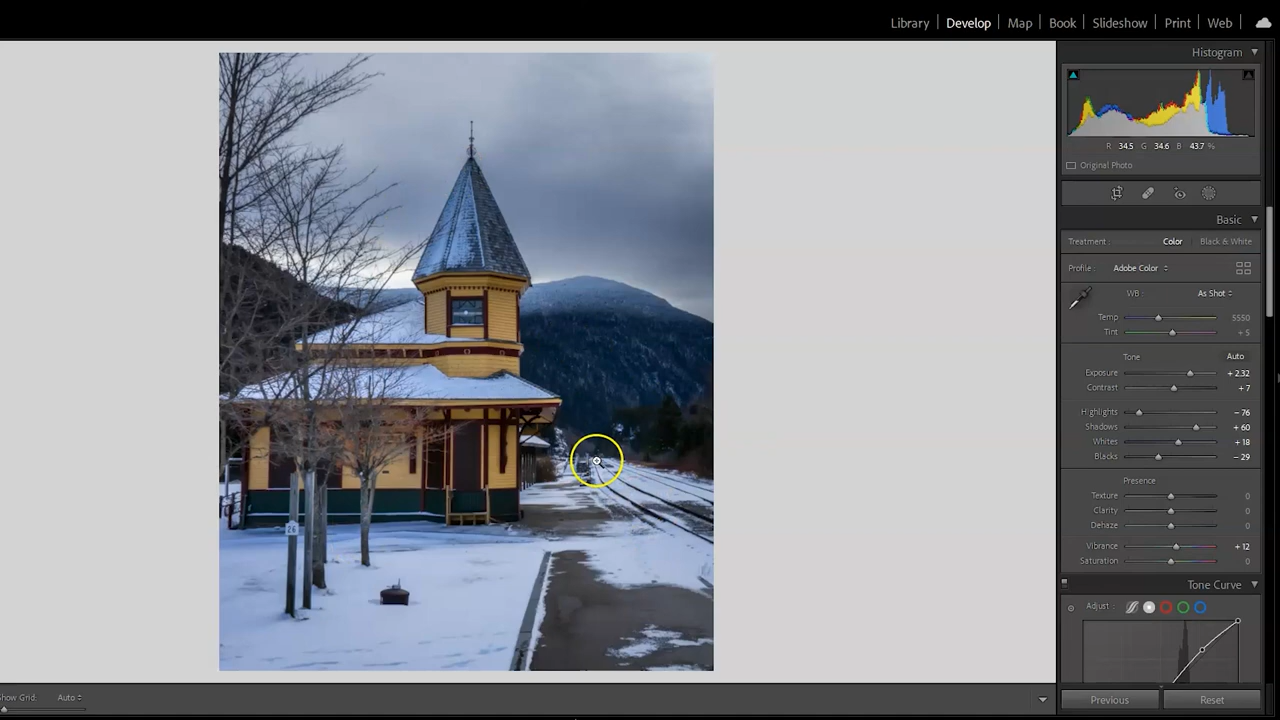 Library Develop Map Book Slideshow Print Web
Histogram
R 34.5 G 34.6 B 43.7 %
Original Photo
Basic
Treatment: Color Black & White
Profile Adobe Color
WB: As Shot
Temp 5550
Tint + 5
Tone Auto
Exposure + 2.32
Contrast + 7
Highlights - 76
Shadows + 60
Whites + 18
Blacks - 29
Presence
Texture 0
Clarity 0
Dehaze 0
Vibrance + 12
Saturation 0
Tone Curve
Adjust:
26
Show Grid: Auto
Previous Reset